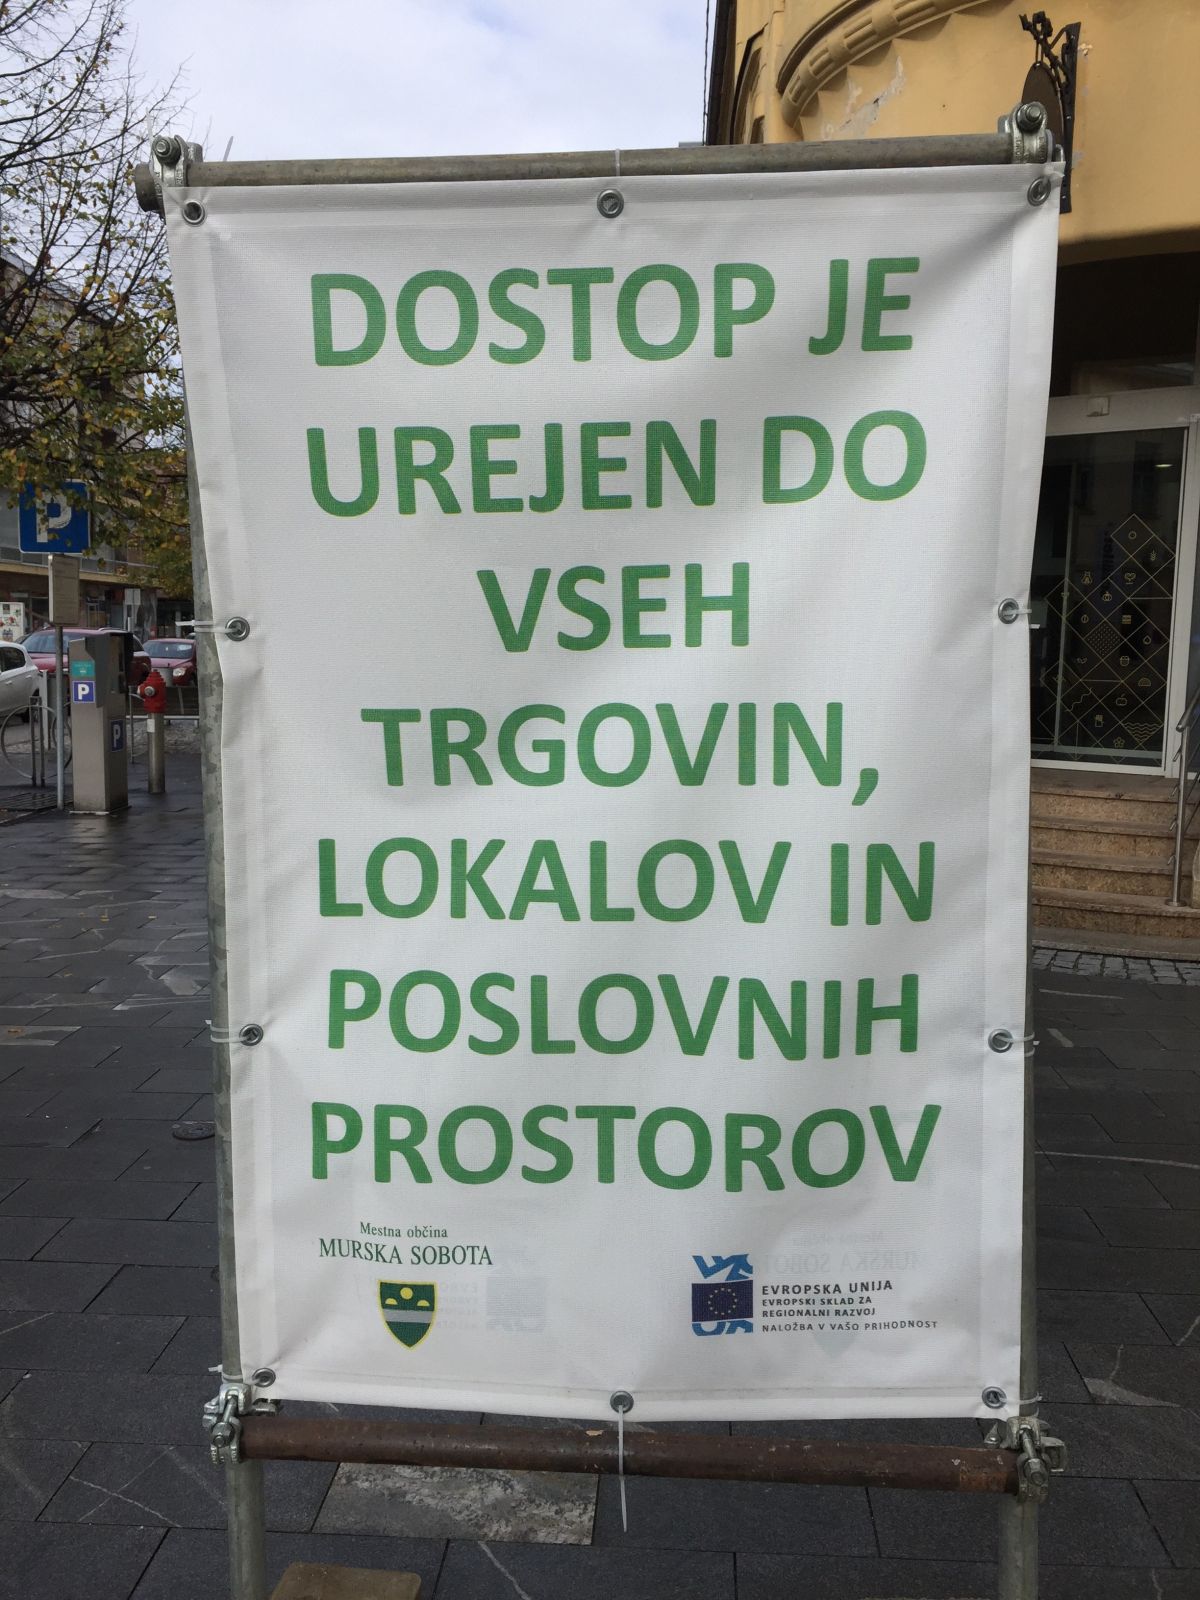 DOSTOP JE
UREJEN DO
VSEH
TRGOVIN,
LOKALOV IN
POSLOVNIH
PROSTOROV
Mestna občina
MURSKA SOBOTA
EVROPSKA UNIJA
EVROPSKI SKLAD ZA
REGIONALNI RAZVOJ
NALOŽBA V VAŠO PRIHODNOST
P
P
P